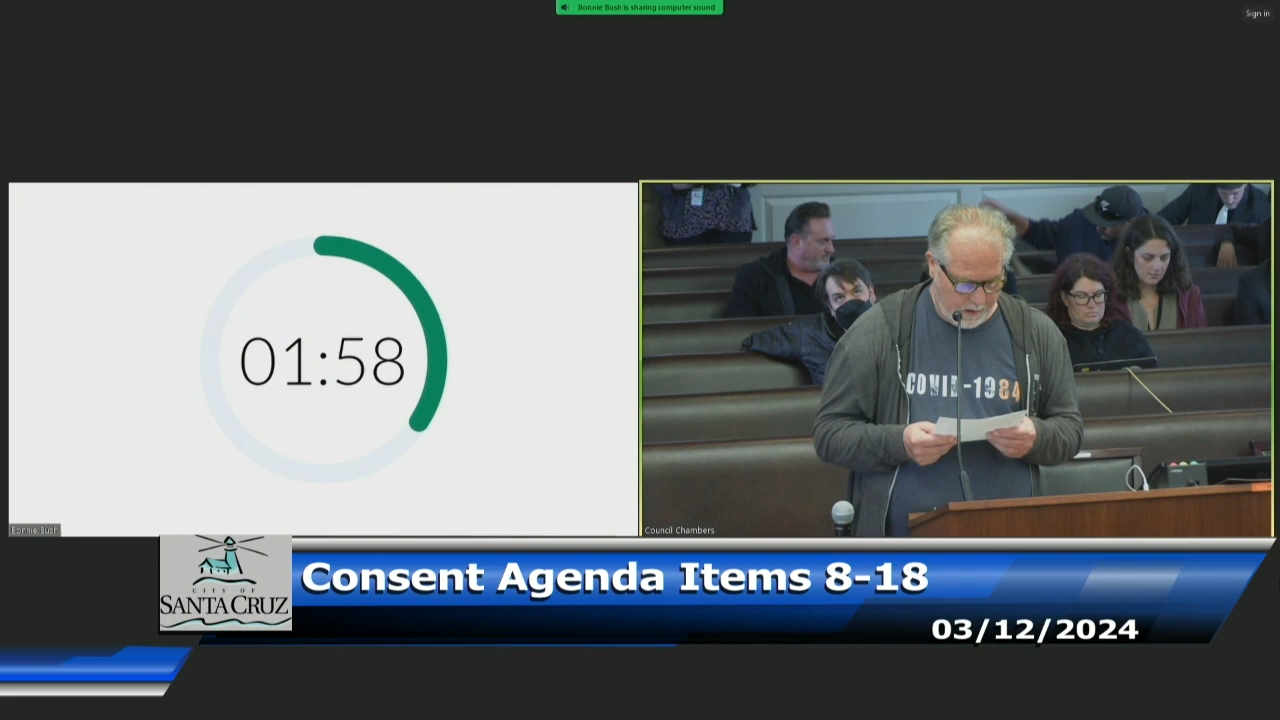 Bonnie Bush is sharing computer sound
Sign in
01:58
COVID-1984
Bonnie Bush
Council Chambers
CITY OF
SANTA CRUZ
Consent Agenda Items 8-18
03/12/2024